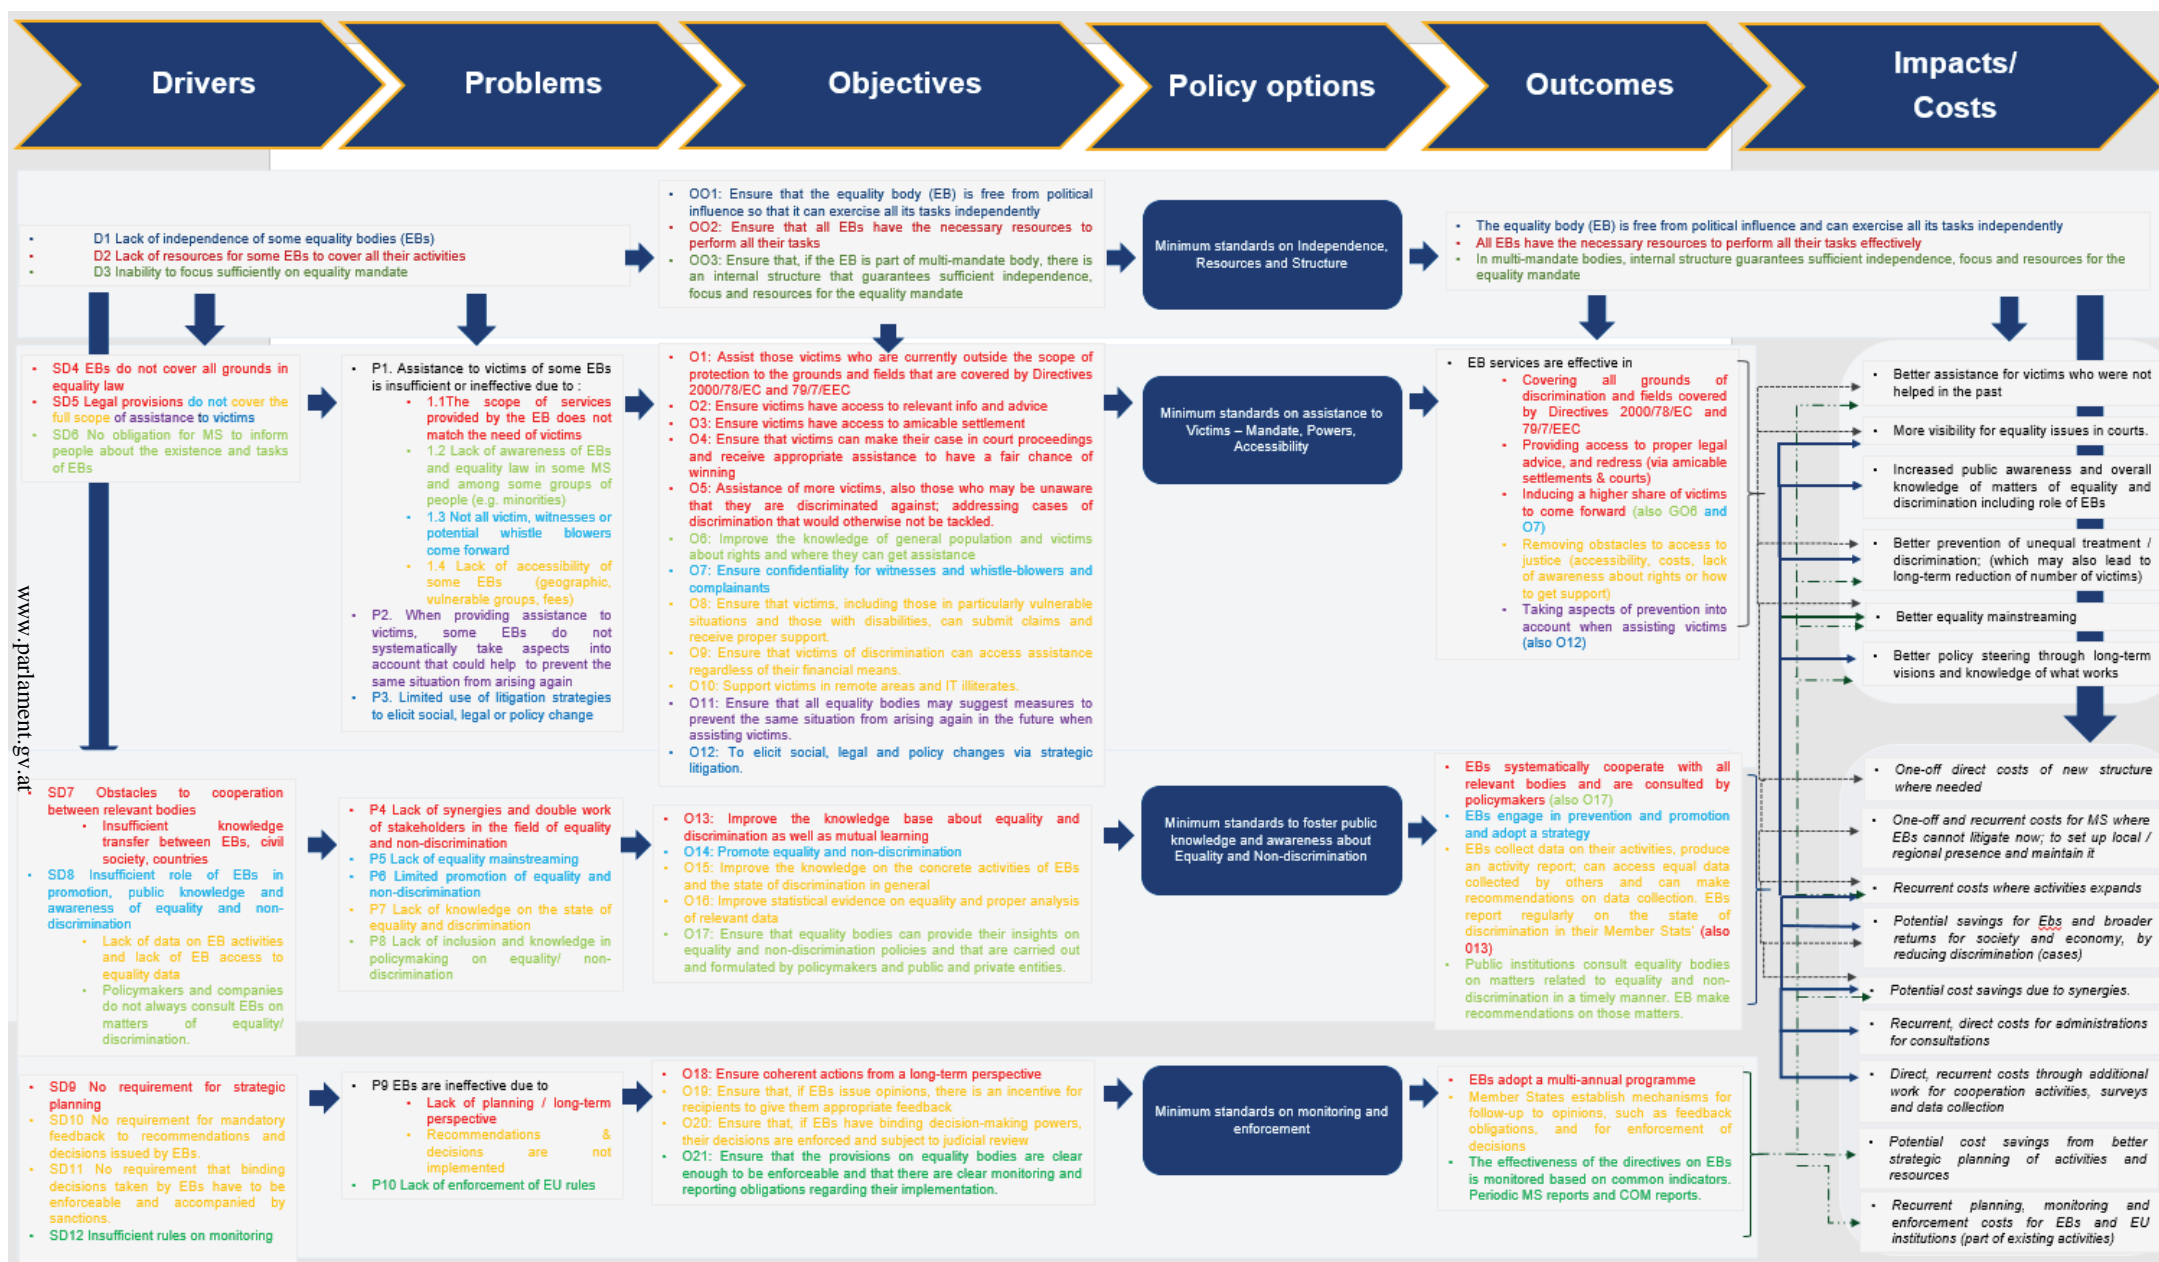 Drivers
Problems
Objectives
Policy options
Outcomes
Impacts/
Costs
D1 Lack of independence of some equality bodies (EBs)
D2 Lack of resources for some EBs to cover all their activities
D3 Inability to focus sufficiently on equality mandate
OO1: Ensure that the equality body (EB) is free from political
influence so that it can exercise all its tasks independently
OO2: Ensure that all EBs have the necessary resources to
perform all their tasks
OO3: Ensure that, if the EB is part of multi-mandate body, there is
an internal structure that guarantees sufficient independence,
focus and resources for the equality mandate
Minimum standards on Independence,
Resources and Structure
The equality body (EB) is free from political influence and can exercise all its tasks independently
All EBs have the necessary resources to perform all their tasks effectively
In multi-mandate bodies, internal structure guarantees sufficient independence, focus and resources for the
equality mandate
SD4 EBs do not cover all grounds in
equality law
SD5 Legal provisions do not cover the
full scope of assistance to victims
SD6 No obligation for MS to inform
people about the existence and tasks
of EBs
P1. Assistance to victims of some EBs
is insufficient or ineffective due to :
1.1The scope of services
provided by the EB does not
match the need of victims
1.2 Lack of awareness of EBs
and equality law in some MS
and among some groups of
people (e.g. minorities)
1.3 Not all victim, witnesses or
potential whistle blowers
come forward
1.4 Lack of accessibility of
some EBs (geographic,
vulnerable groups, fees)
P2. When providing assistance to
victims, some EBs do not
systematically take aspects into
account that could help to prevent the
same situation from arising again
P3. Limited use of litigation strategies
to elicit social, legal or policy change
O1: Assist those victims who are currently outside the scope of
protection to the grounds and fields that are covered by Directives
2000/78/EC and 79/7/EEC
O2: Ensure victims have access to relevant info and advice
O3: Ensure victims have access to amicable settlement
O4: Ensure that victims can make their case in court proceedings
and receive appropriate assistance to have a fair chance of
winning
O5: Assistance of more victims, also those who may be unaware
that they are discriminated against; addressing cases of
discrimination that would otherwise not be tackled.
O6: Improve the knowledge of general population and victims
about rights and where they can get assistance
O7: Ensure confidentiality for witnesses and whistle-blowers and
complainants
O8: Ensure that victims, including those in particularly vulnerable
situations and those with disabilities, can submit claims and
receive proper support.
O9: Ensure that victims of discrimination can access assistance
regardless of their financial means.
O10: Support victims in remote areas and IT illiterates.
O11: Ensure that all equality bodies may suggest measures to
prevent the same situation from arising again in the future when
assisting victims.
O12: To elicit social, legal and policy changes via strategic
litigation.
Minimum standards on assistance to
Victims – Mandate, Powers,
Accessibility
EB services are effective in
Covering all grounds of
discrimination and fields covered
by Directives 2000/78/EC and
79/7/EEC
Providing access to proper legal
advice, and redress (via amicable
settlements & courts)
Inducing a higher share of victims
to come forward (also GO6 and
O7)
Removing obstacles to access to
justice (accessibility, costs, lack
of awareness about rights or how
to get support)
Taking aspects of prevention into
account when assisting victims
(also O12)
Better assistance for victims who were not
helped in the past
More visibility for equality issues in courts.
Increased public awareness and overall
knowledge of matters of equality and
discrimination including role of EBs
Better prevention of unequal treatment /
discrimination; (which may also lead to
long-term reduction of number of victims)
Better equality mainstreaming
Better policy steering through long-term
visions and knowledge of what works
www.parlament.gv.at
SD7 Obstacles to cooperation
between relevant bodies
Insufficient knowledge
transfer between EBs, civil
society, countries
SD8 Insufficient role of EBs in
promotion, public knowledge and
awareness of equality and non-
discrimination
Lack of data on EB activities
and lack of EB access to
equality data
Policymakers and companies
do not always consult EBs on
matters of equality/
discrimination.
P4 Lack of synergies and double work
of stakeholders in the field of equality
and non-discrimination
P5 Lack of equality mainstreaming
P6 Limited promotion of equality and
non-discrimination
P7 Lack of knowledge on the state of
equality and discrimination
P8 Lack of inclusion and knowledge in
policymaking on equality/ non-
discrimination
O13: Improve the knowledge base about equality and
discrimination as well as mutual learning
O14: Promote equality and non-discrimination
O15: Improve the knowledge on the concrete activities of EBs
and the state of discrimination in general
O16: Improve statistical evidence on equality and proper analysis
of relevant data
O17: Ensure that equality bodies can provide their insights on
equality and non-discrimination policies and that are carried out
and formulated by policymakers and public and private entities.
Minimum standards to foster public
knowledge and awareness about
Equality and Non-discrimination
EBs systematically cooperate with all
relevant bodies and are consulted by
policymakers (also O17)
EBs engage in prevention and promotion
and adopt a strategy
EBs collect data on their activities, produce
an activity report; can access equal data
collected by others and can make
recommendations on data collection. EBs
report regularly on the state of
discrimination in their Member Stats' (also
013)
Public institutions consult equality bodies
on matters related to equality and non-
discrimination in a timely manner. EB make
recommendations on those matters.
One-off direct costs of new structure
where needed
One-off and recurrent costs for MS where
EBs cannot litigate now; to set up local /
regional presence and maintain it
Recurrent costs where activities expands
Potential savings for Ebs and broader
returns for society and economy, by
reducing discrimination (cases)
Potential cost savings due to synergies.
Recurrent, direct costs for administrations
for consultations
Direct, recurrent costs through additional
work for cooperation activities, surveys
and data collection
Potential cost savings from better
strategic planning of activities and
resources
Recurrent planning, monitoring and
enforcement costs for EBs and EU
institutions (part of existing activities)
SD9 No requirement for strategic
planning
SD10 No requirement for mandatory
feedback to recommendations and
decisions issued by EBs.
SD11 No requirement that binding
decisions taken by EBs have to be
enforceable and accompanied by
sanctions.
SD12 Insufficient rules on monitoring
P9 EBs are ineffective due to
Lack of planning / long-term
perspective
Recommendations &
decisions are not
implemented
P10 Lack of enforcement of EU rules
O18: Ensure coherent actions from a long-term perspective
O19: Ensure that, if EBs issue opinions, there is an incentive for
recipients to give them appropriate feedback
O20: Ensure that, if EBs have binding decision-making powers,
their decisions are enforced and subject to judicial review
O21: Ensure that the provisions on equality bodies are clear
enough to be enforceable and that there are clear monitoring and
reporting obligations regarding their implementation.
Minimum standards on monitoring and
enforcement
EBs adopt a multi-annual programme
Member States establish mechanisms for
follow-up to opinions, such as feedback
obligations, and for enforcement of
decisions
The effectiveness of the directives on EBs
is monitored based on common indicators.
Periodic MS reports and COM reports.